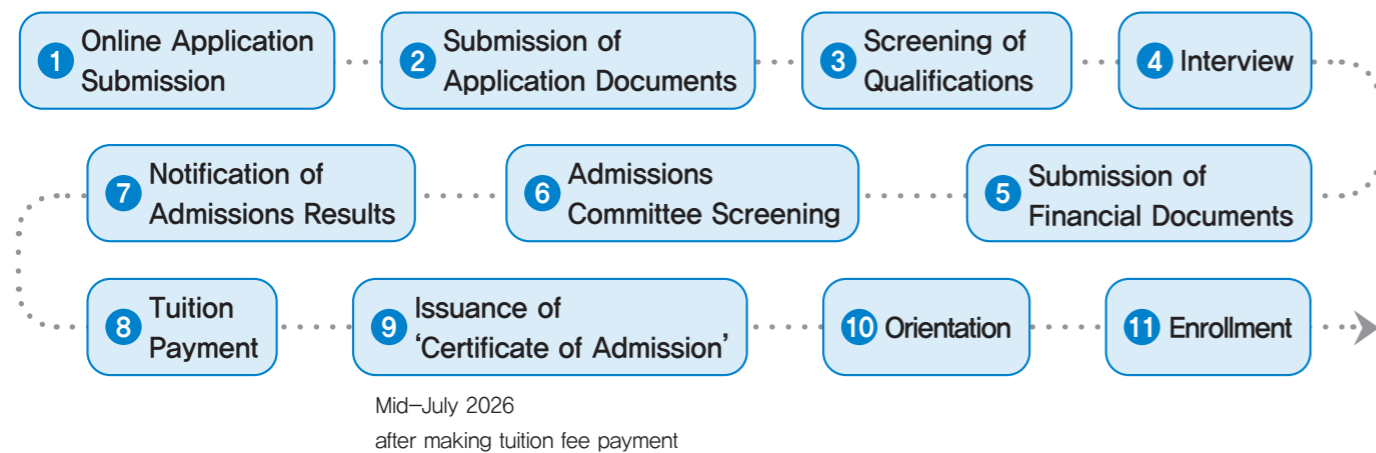 1 Online Application
Submission
2 Submission of
Application Documents
3 Screening of
Qualifications
4 Interview
5 Submission of
Financial Documents
6 Admissions
Committee Screening
7 Notification of
Admissions Results
8 Tuition
Payment
9 Issuance of
‘Certificate of Admission’
Mid-July 2026
after making tuition fee payment
10 Orientation
11 Enrollment